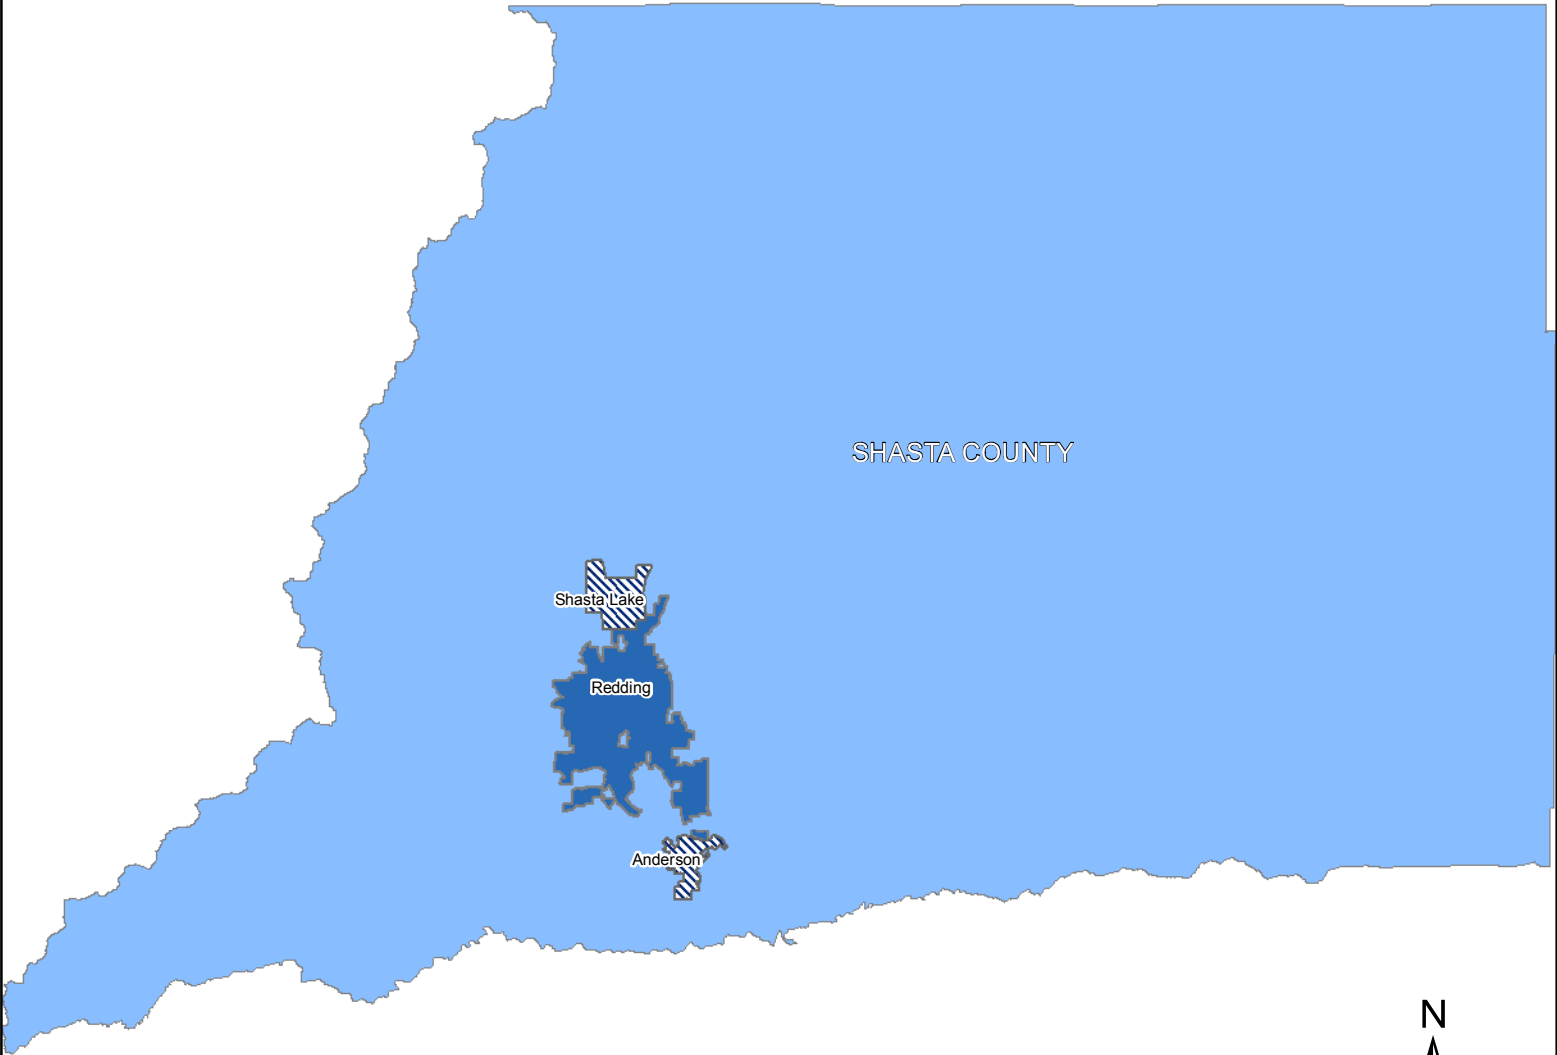 SHASTA COUNTY
Shasta Lake
Redding
Anderson
N